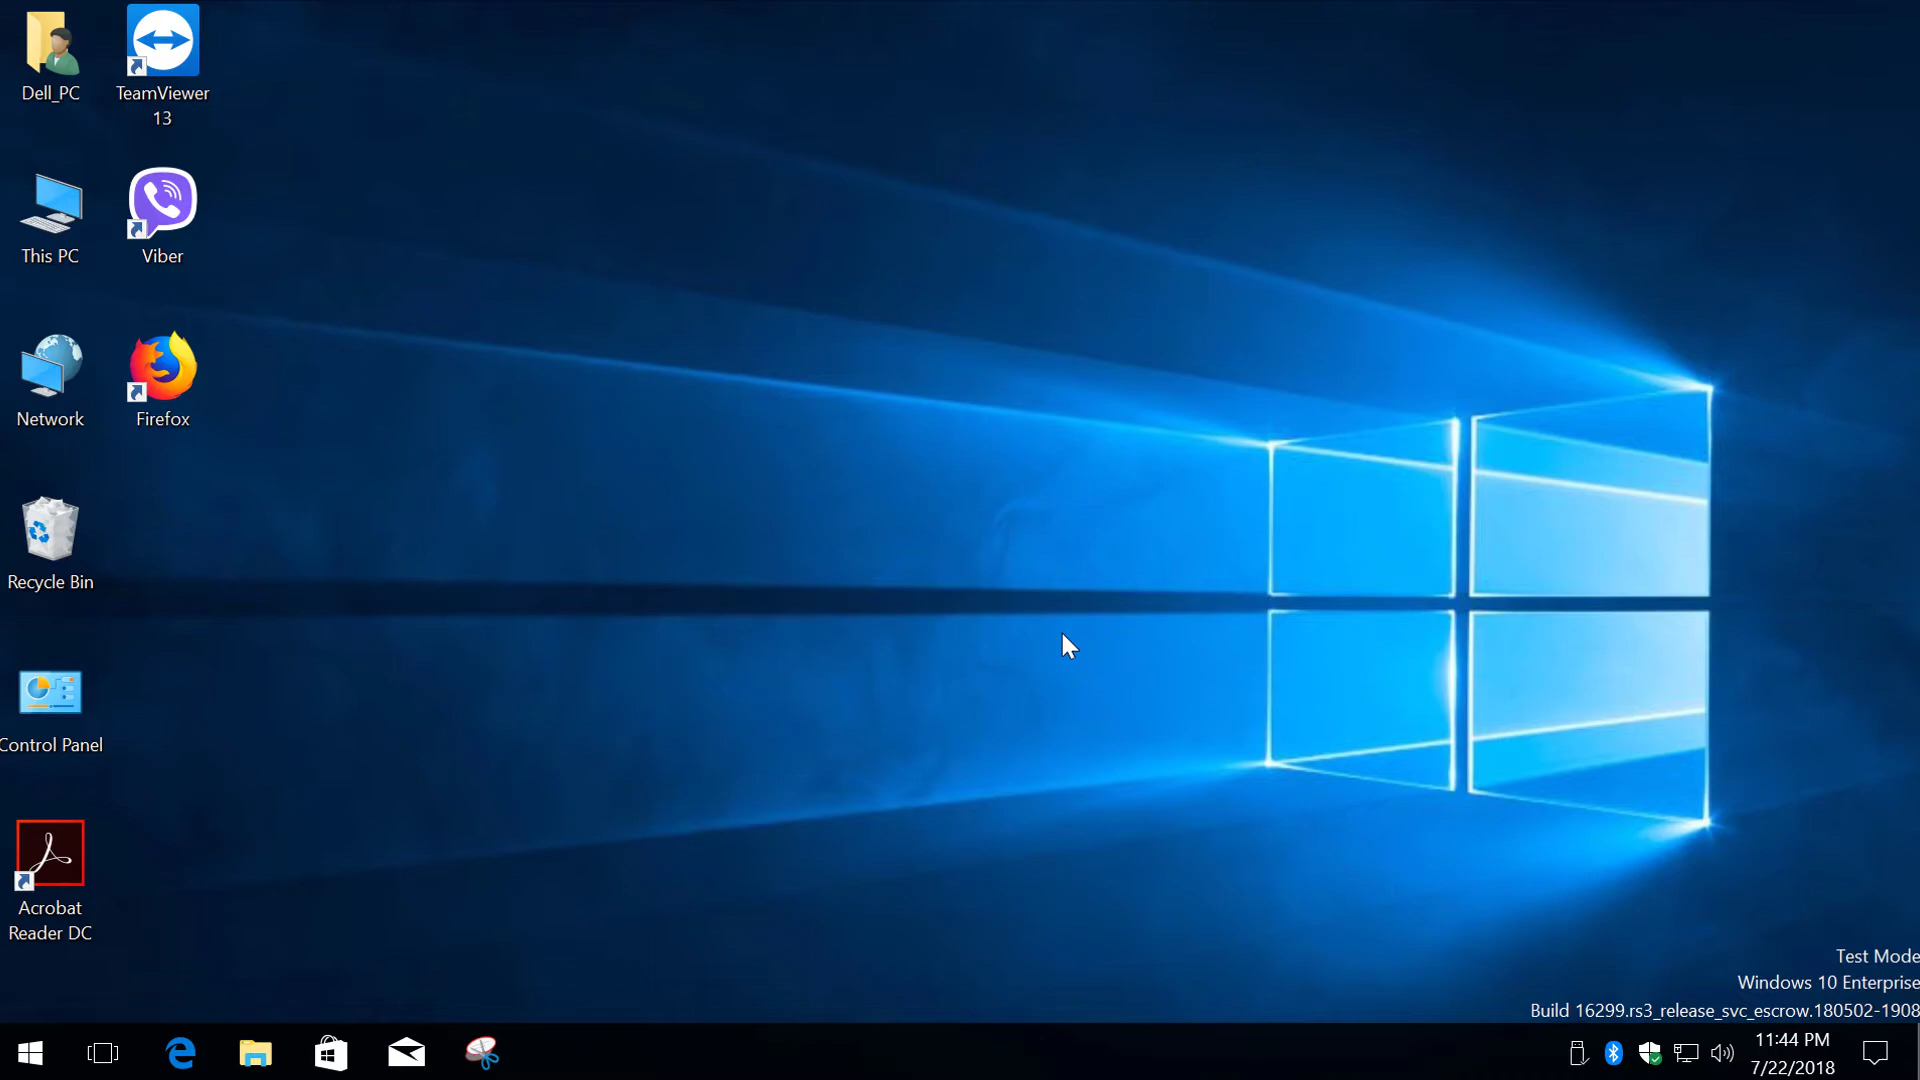 Dell_PC
TeamViewer
13
This PC
Viber
Network
Firefox
Recycle Bin
Control Panel
Acrobat
Reader DC
Test Mode
Windows 10 Enterprise
Build 16299.rs3_release_svc_escrow.180502-1908
11:44 PM
7/22/2018